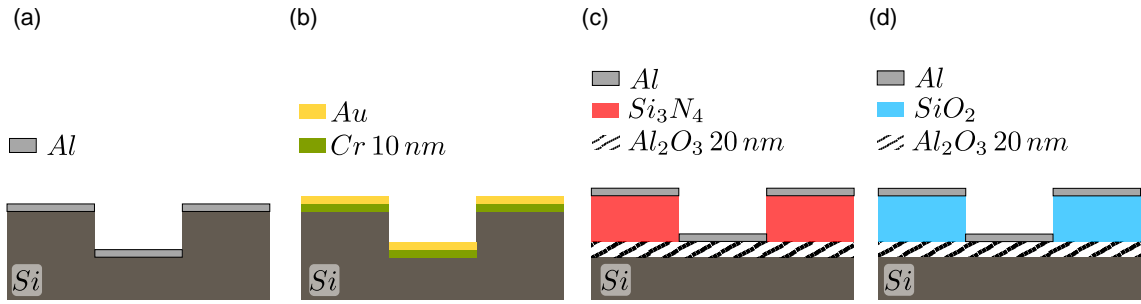 (a)
Al
Si
(b)
Au
Cr 10 nm
Si
(c)
Al
Si₃N₄
Al₂O₃ 20 nm
Si
(d)
Al
SiO₂
Al₂O₃ 20 nm
Si